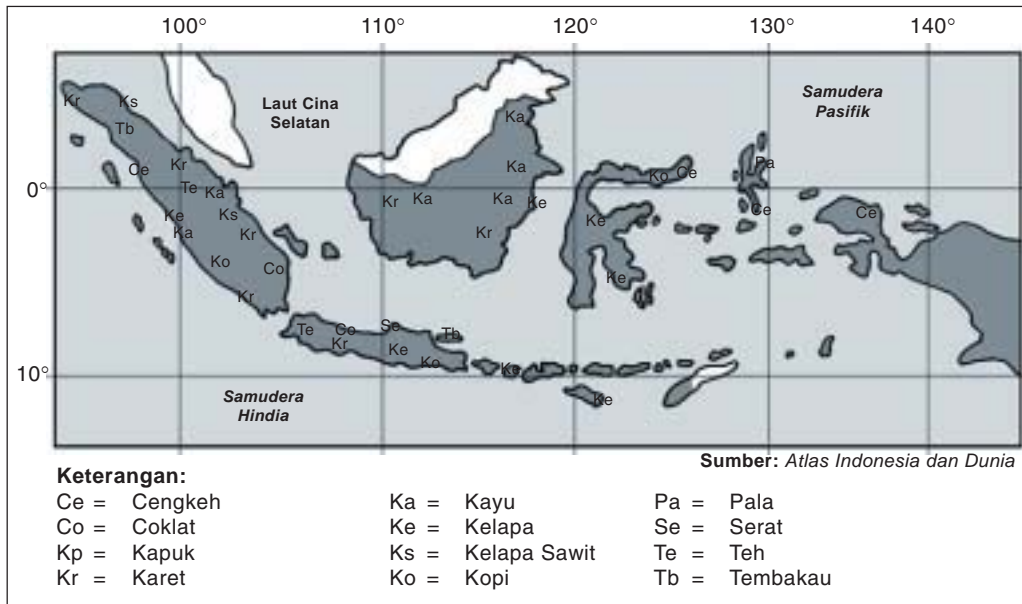 100° 110° 120° 130° 140°
Kr Ks Laut Cina Selatan Ka Samudera Pasifik
Tb
Ce Kr Ka Ko Ce Pa
0° Te Ka Kr Ka Ka Ke Ce Ce
Ke Ks Ke
Ka Kr Kr
Ko Co Ke
Kr
Te Co Se Tb
Kr Ke
Ko Ke
10°
Samudera Hindia Ke
Sumber: Atlas Indonesia dan Dunia
Keterangan:
Ce = Cengkeh Ka = Kayu Pa = Pala
Co = Coklat Ke = Kelapa Se = Serat
Kp = Kapuk Ks = Kelapa Sawit Te = Teh
Kr = Karet Ko = Kopi Tb = Tembakau